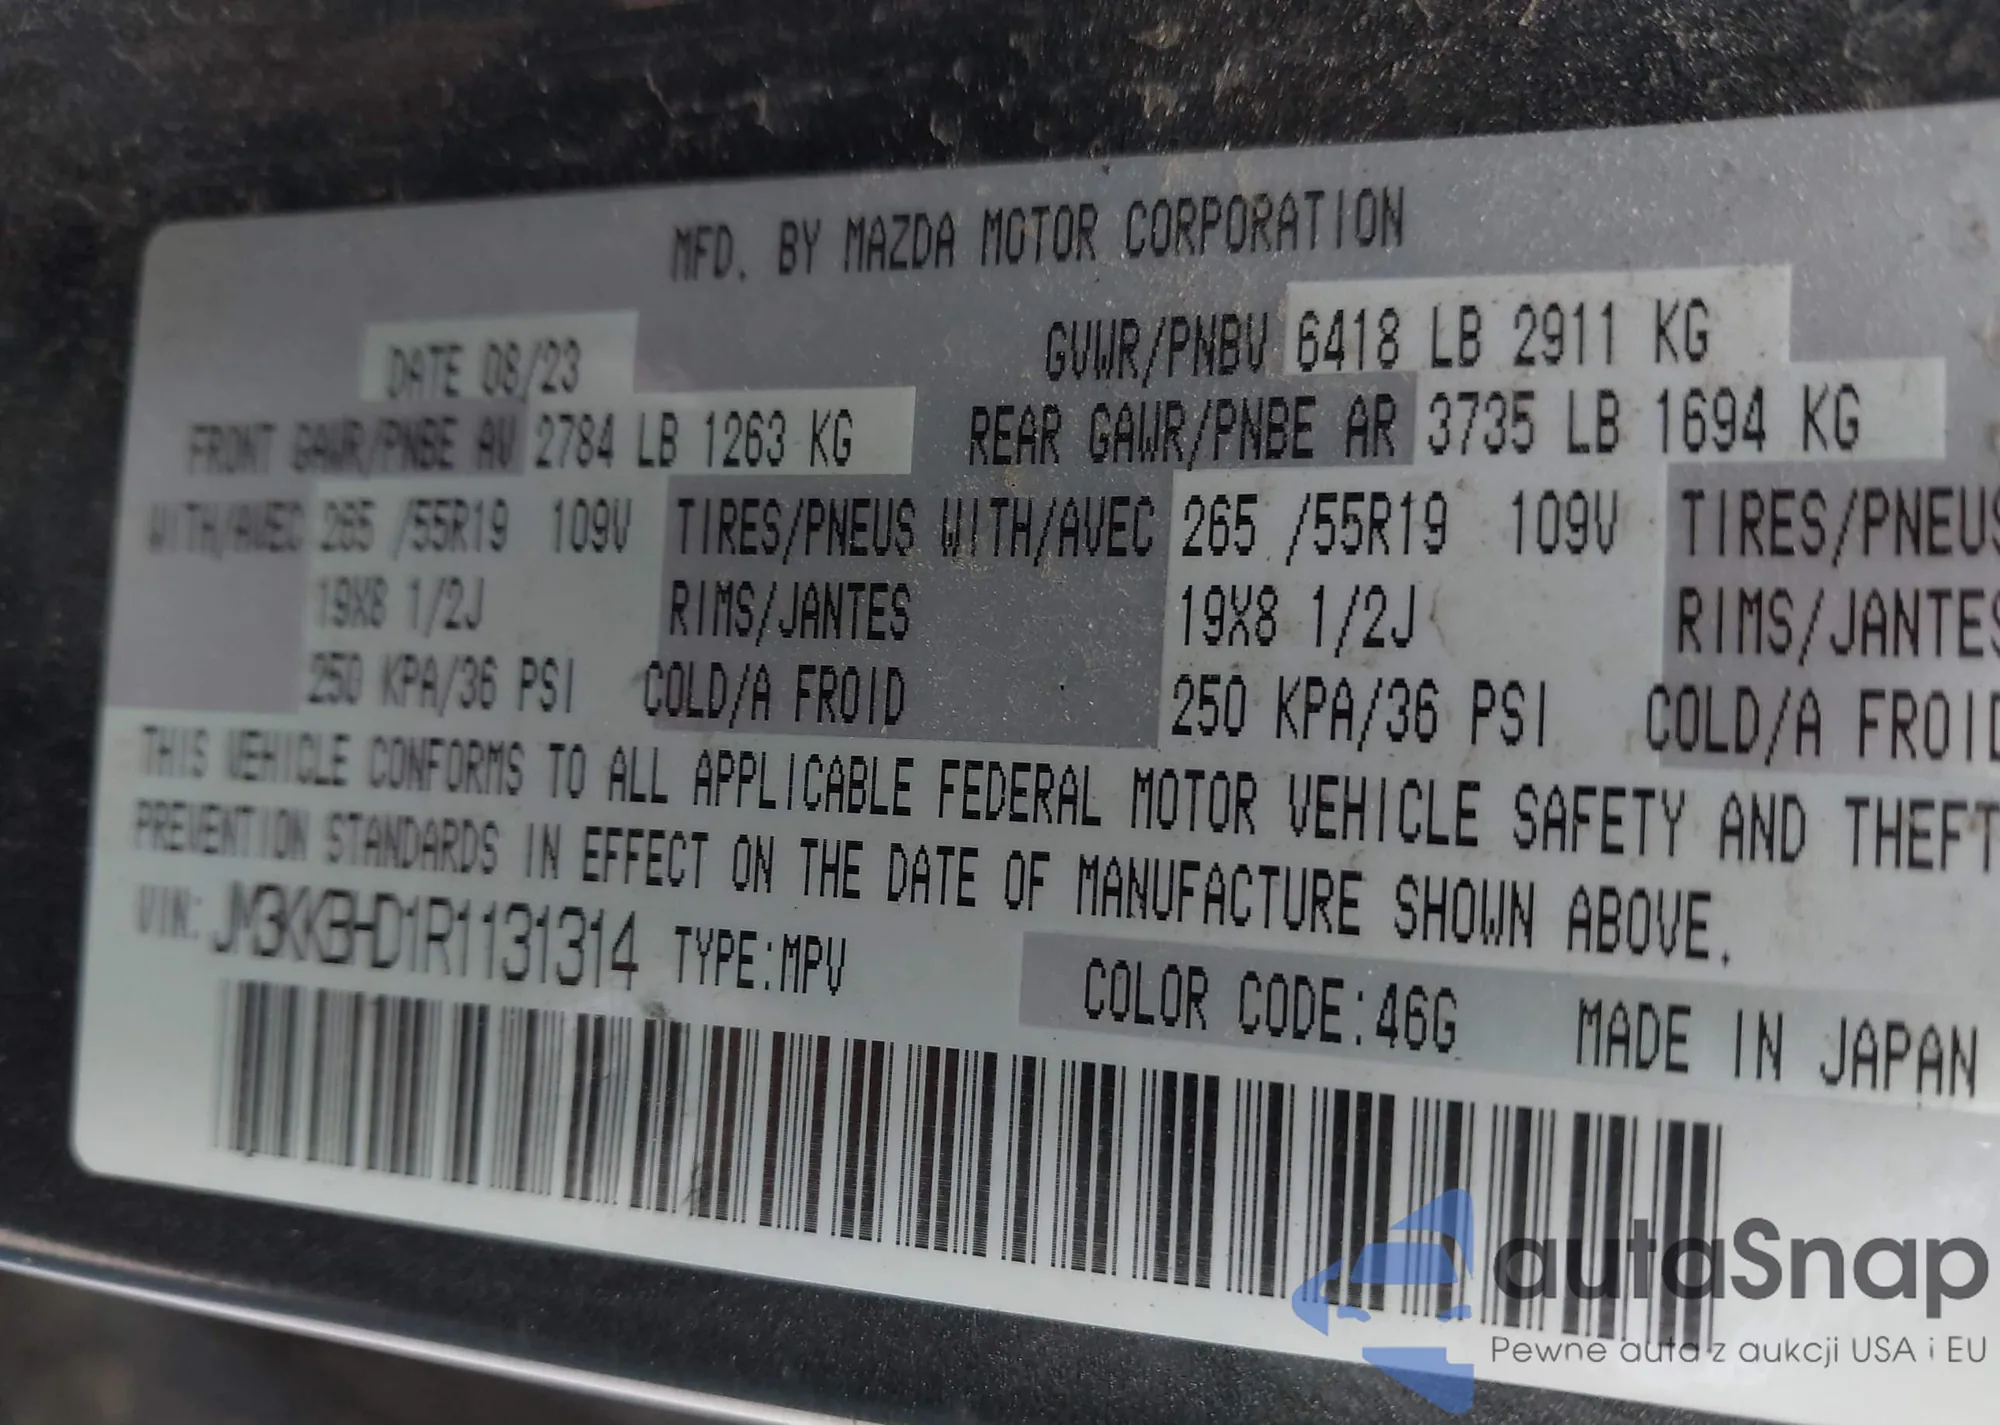 MFD. BY MAZDA MOTOR CORPORATION
DATE 08/23 GVWR/PNBV 6418 LB 2911 KG
FRONT GAWR/PNBE AV 2784 LB 1263 KG REAR GAWR/PNBE AR 3735 LB 1694 KG
WITH/AVEC 265 /55R19 109V TIRES/PNEUS WITH/AVEC 265 /55R19 109V TIRES/PNEUS
19X8 1/2J RIMS/JANTES 19X8 1/2J RIMS/JANTES
250 KPA/36 PSI COLD/A FROID 250 KPA/36 PSI COLD/A FROID
THIS VEHICLE CONFORMS TO ALL APPLICABLE FEDERAL MOTOR VEHICLE SAFETY AND THEFT
PREVENTION STANDARDS IN EFFECT ON THE DATE OF MANUFACTURE SHOWN ABOVE.
VIN: JM3KKBHD1R1131314 TYPE:MPV COLOR CODE:46G MADE IN JAPAN
autaSnap
Pewne auta z aukcji USA i EU